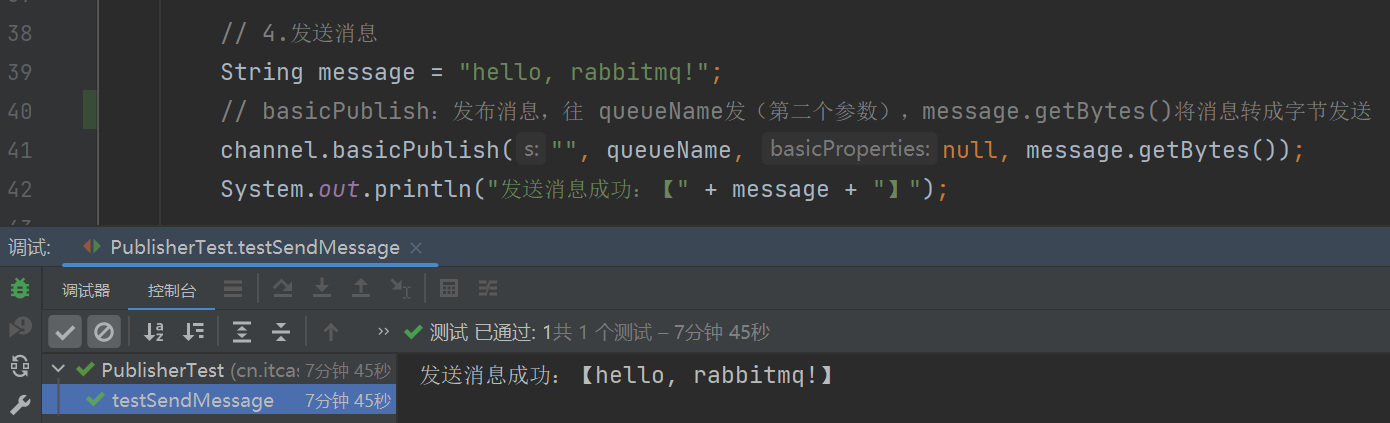 38 // 4.发送消息
39 String message = "hello, rabbitmq!";
40 // basicPublish：发布消息，往 queueName发（第二个参数），message.getBytes()将消息转成字节发送
41 channel.basicPublish( s: "", queueName, basicProperties: null, message.getBytes());
42 System.out.println("发送消息成功：【" + message + "】");
调试: PublisherTest.testSendMessage ×
调试器 控制台
>> 测试 已通过: 1共 1 个测试 – 7分钟 45秒
PublisherTest (cn.itca: 7分钟 45秒
发送消息成功：【hello, rabbitmq!】
testSendMessage 7分钟 45秒